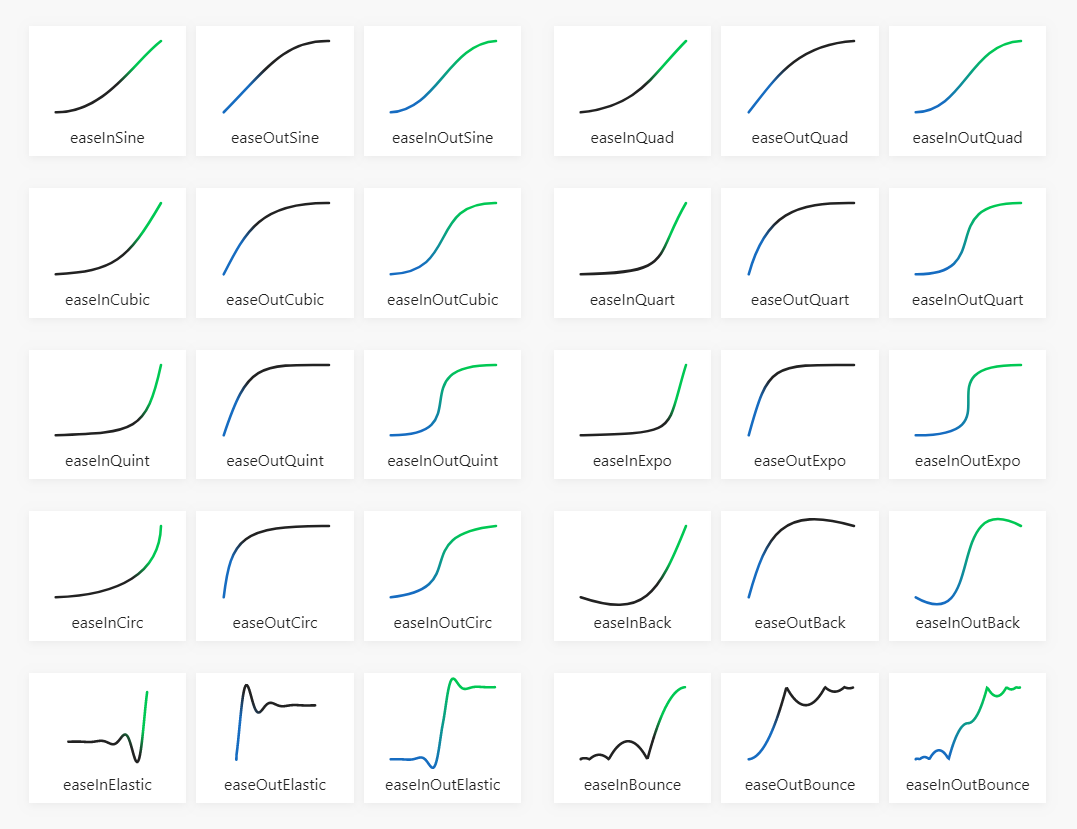 easeInSine
easeOutSine
easeInOutSine
easeInQuad
easeOutQuad
easeInOutQuad
easeInCubic
easeOutCubic
easeInOutCubic
easeInQuart
easeOutQuart
easeInOutQuart
easeInQuint
easeOutQuint
easeInOutQuint
easeInExpo
easeOutExpo
easeInOutExpo
easeInCirc
easeOutCirc
easeInOutCirc
easeInBack
easeOutBack
easeInOutBack
easeInElastic
easeOutElastic
easeInOutElastic
easeInBounce
easeOutBounce
easeInOutBounce